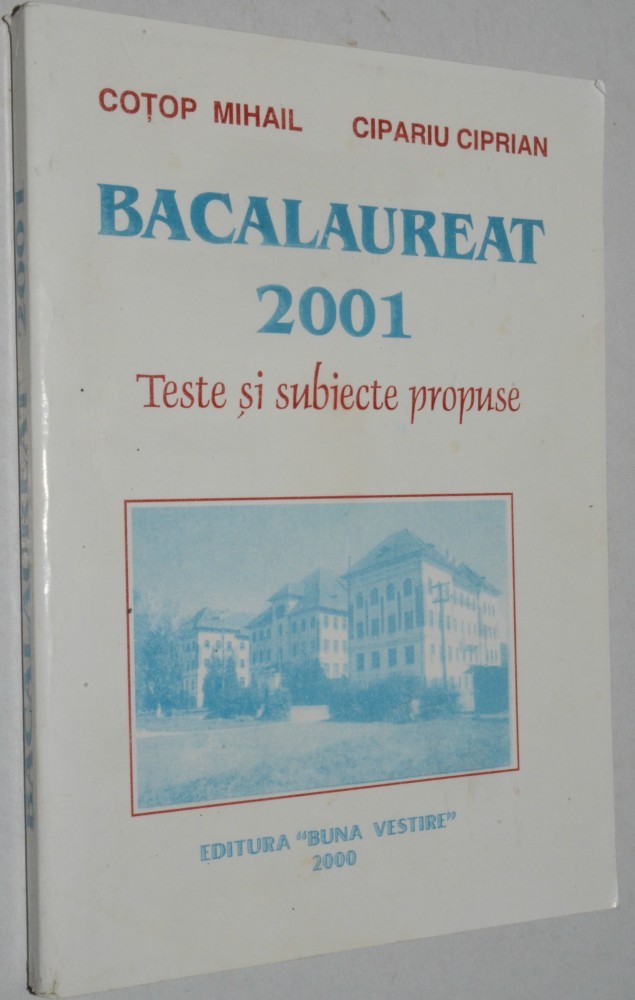 COȚOP MIHAIL CIPARIU CIPRIAN
BACALAUREAT
2001
Teste și subiecte propuse
EDITURA "BUNA VESTIRE"
2000
BACALAUREAT 2001